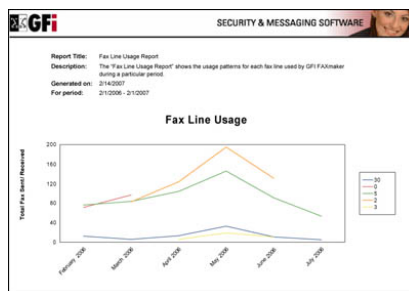 GFi
SECURITY & MESSAGING SOFTWARE
Report Title: Fax Line Usage Report
Description: The "Fax Line Usage Report" shows the usage patterns for each fax line used by GFI FAXmaker
during a particular period.
Generated on: 2/14/2007
For period: 2/1/2006 - 2/1/2007
Fax Line Usage
Total Fax Sent/ Received
200
160
120
80
40
0
30
0
5
2
3
February 2006
March 2006
April 2006
May 2006
June 2006
July 2006